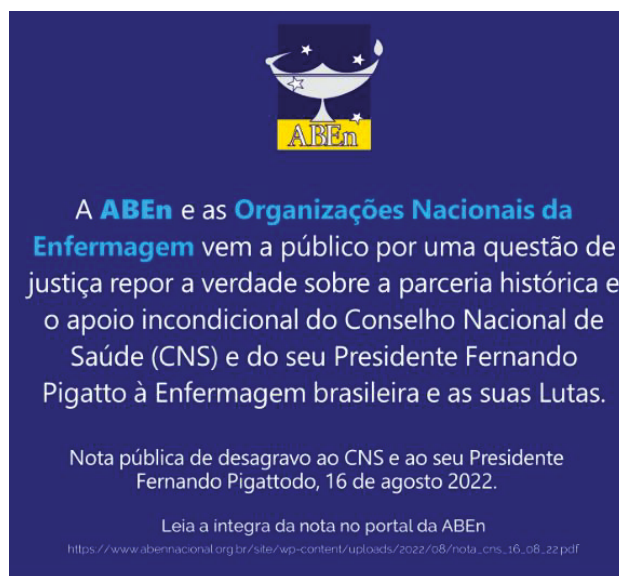 ABEn
A ABEn e as Organizações Nacionais da
Enfermagem vem a público por uma questão de
justiça repor a verdade sobre a parceria histórica e
o apoio incondicional do Conselho Nacional de
Saúde (CNS) e do seu Presidente Fernando
Pigatto à Enfermagem brasileira e as suas Lutas.
Nota pública de desagravo ao CNS e ao seu Presidente
Fernando Pigattodo, 16 de agosto 2022.
Leia a integra da nota no portal da ABEn
https://www.abennacional.org.br/site/wp-content/uploads/2022/08/nota_cns_16_08_22.pdf